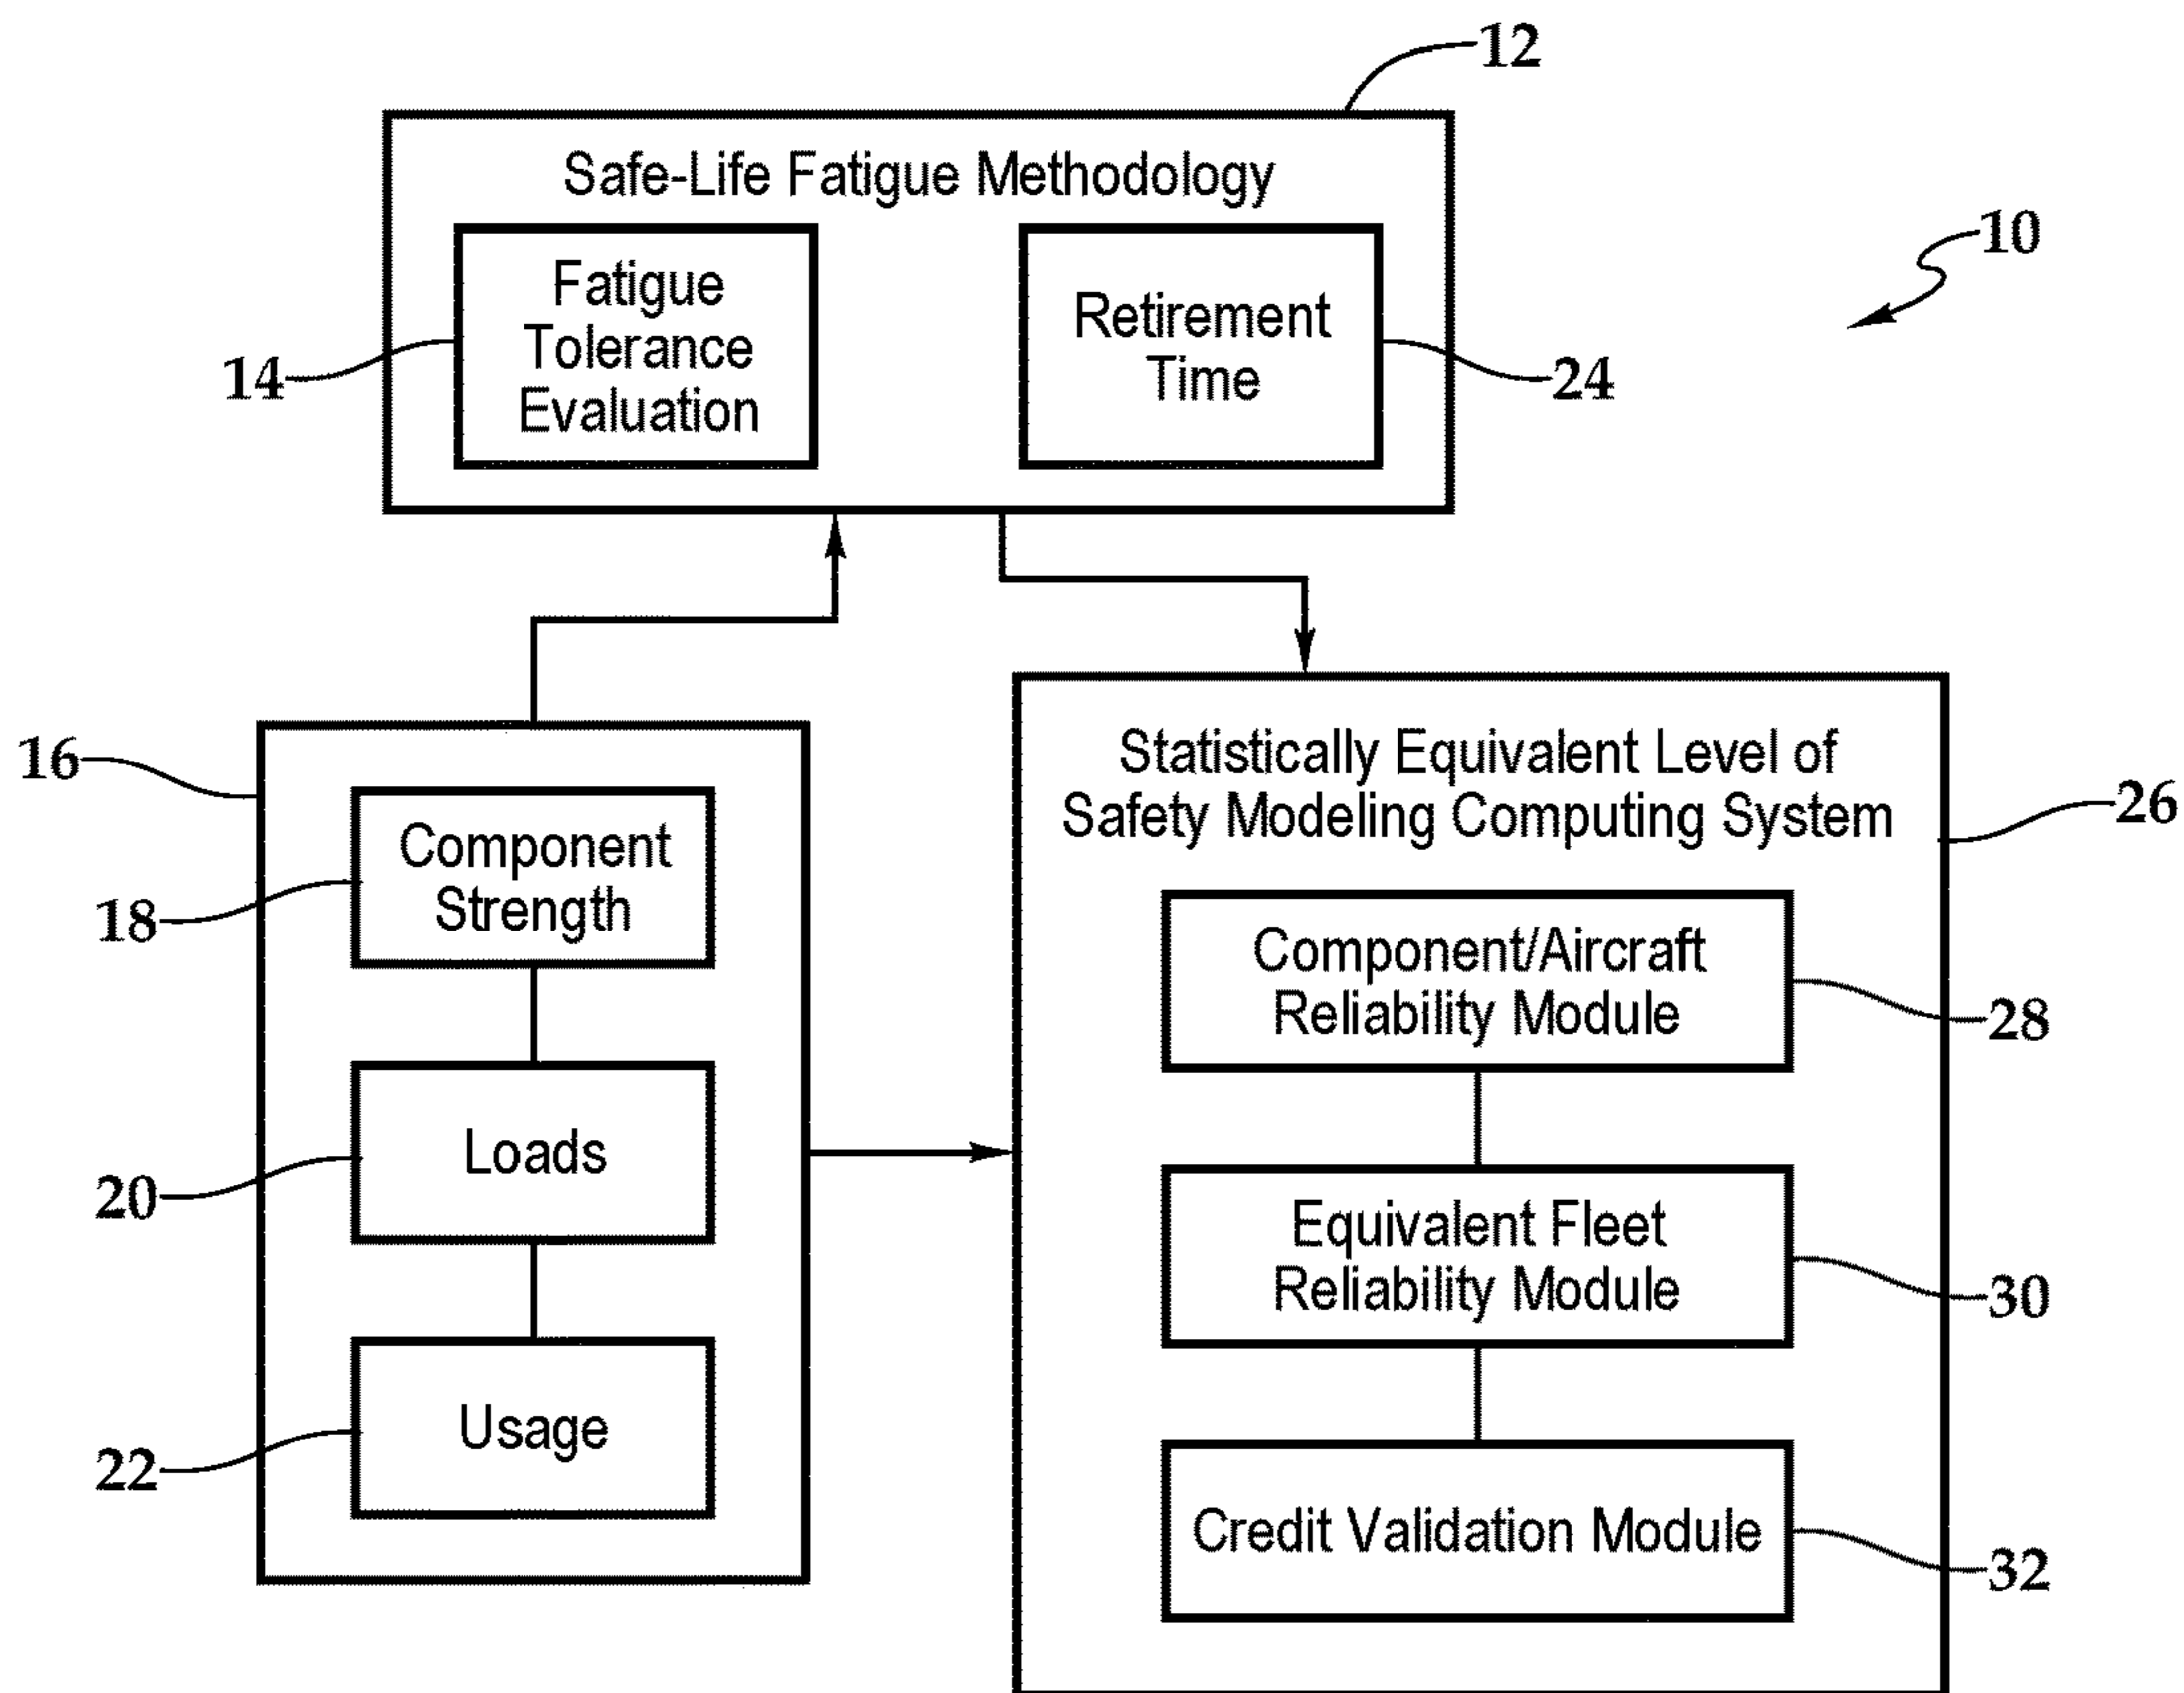 12
Safe-Life Fatigue Methodology
10
Fatigue
Tolerance
Evaluation
Retirement
Time
14
24
16
Component
Strength
18
Loads
20
Usage
22
Statistically Equivalent Level of
Safety Modeling Computing System
26
Component/Aircraft
Reliability Module
28
Equivalent Fleet
Reliability Module
30
Credit Validation Module
32